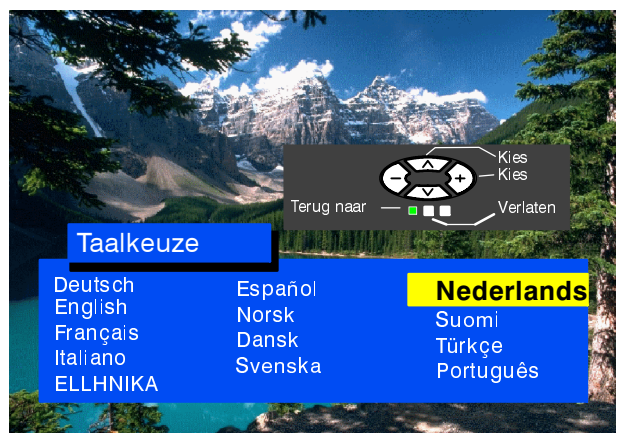 Kies
Kies
Terug naar
Verlaten
Taalkeuze
Deutsch
English
Français
Italiano
ELLHNIKA
Español
Norsk
Dansk
Svenska
Nederlands
Suomi
Türkçe
Português